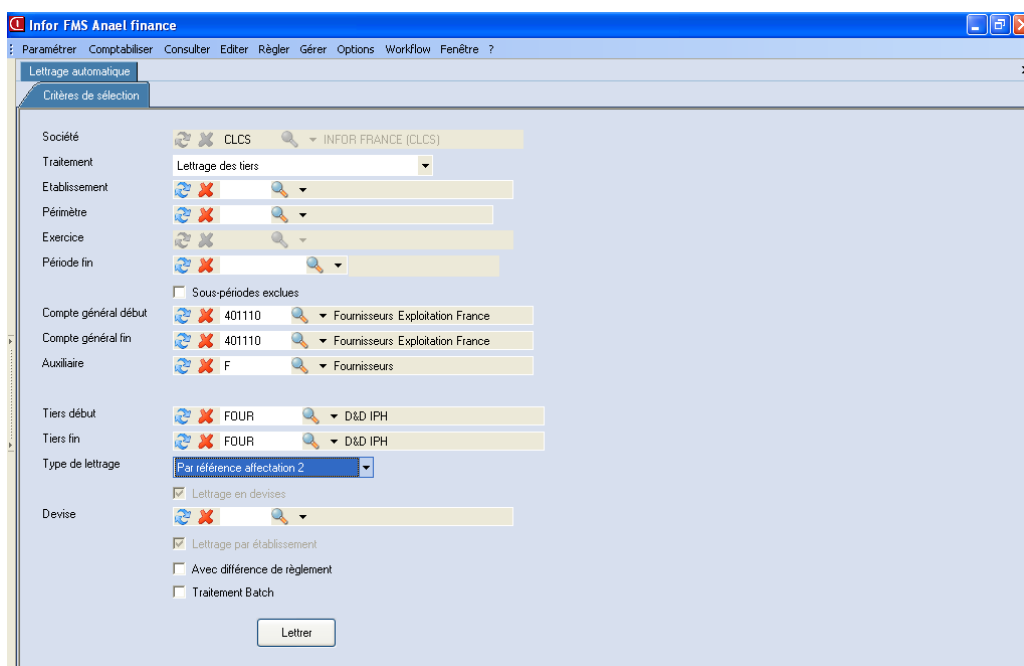 Infor FMS Anael finance
Paramétrer Comptabiliser Consulter Editer Règler Gérer Options Workflow Fenêtre ?
Lettrage automatique
Critères de sélection
Société CLCS INFOR FRANCE (CLCS)
Traitement Lettrage des tiers
Etablissement
Périmètre
Exercice
Période fin
Sous-périodes exclues
Compte général début 401110 Fournisseurs Exploitation France
Compte général fin 401110 Fournisseurs Exploitation France
Auxiliaire F Fournisseurs
Tiers début FOUR D&D IPH
Tiers fin FOUR D&D IPH
Type de lettrage Par référence affectation 2
Lettrage en devises
Devise
Lettrage par établissement
Avec différence de règlement
Traitement Batch
Lettrer